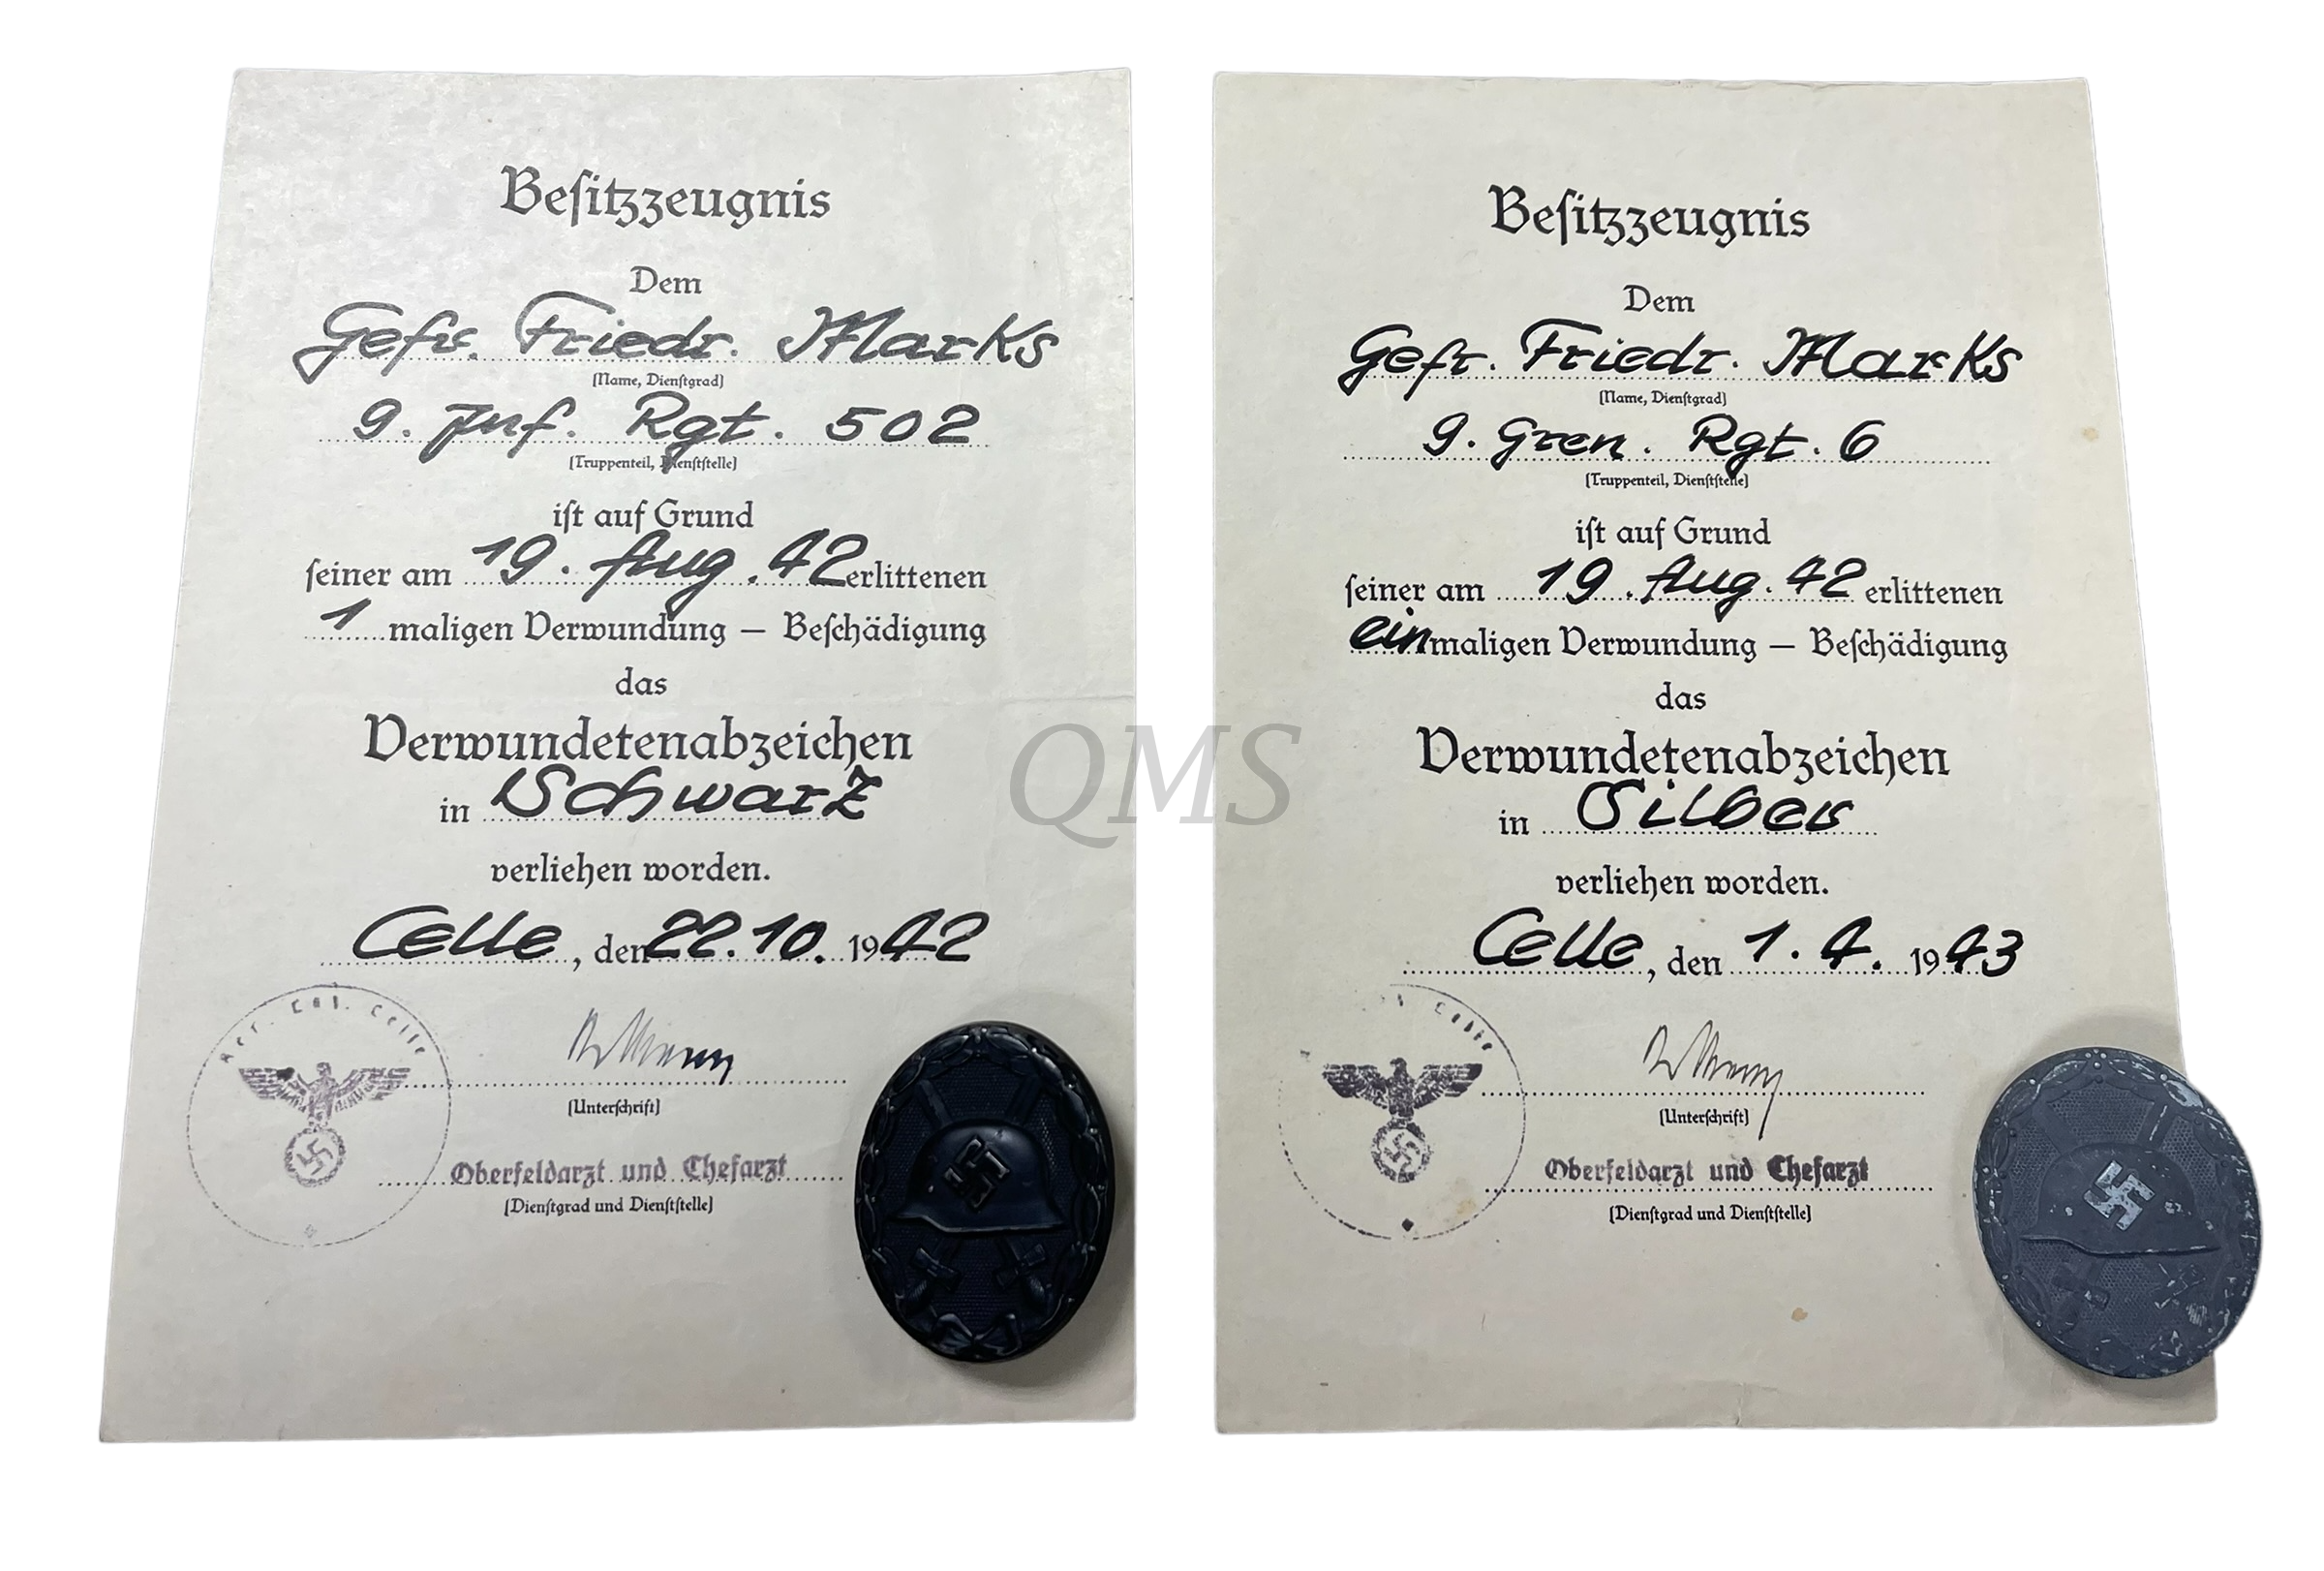 Besitzzeugnis
Dem
Gefr. Friedr. Marks
(Name, Dienstgrad)
9. Inf. Rgt. 502
(Truppenteil, Dienststelle)
ist auf Grund
seiner am 19. Aug. 42 erlittenen
1 maligen Verwundung – Beschädigung
das
Verwundetenabzeichen
in Schwarz
verliehen worden.
Celle, den 22.10. 1942
(Unterschrift)
Oberfeldarzt und Chefarzt
(Dienstgrad und Dienststelle)
QMS
Besitzzeugnis
Dem
Gefr. Friedr. Marks
(Name, Dienstgrad)
9. Gren. Rgt. 6
(Truppenteil, Dienststelle)
ist auf Grund
seiner am 19. Aug. 42 erlittenen
einmaligen Verwundung – Beschädigung
das
Verwundetenabzeichen
in Silber
verliehen worden.
Celle, den 1. 4. 1943
(Unterschrift)
Oberfeldarzt und Chefarzt
(Dienstgrad und Dienststelle)